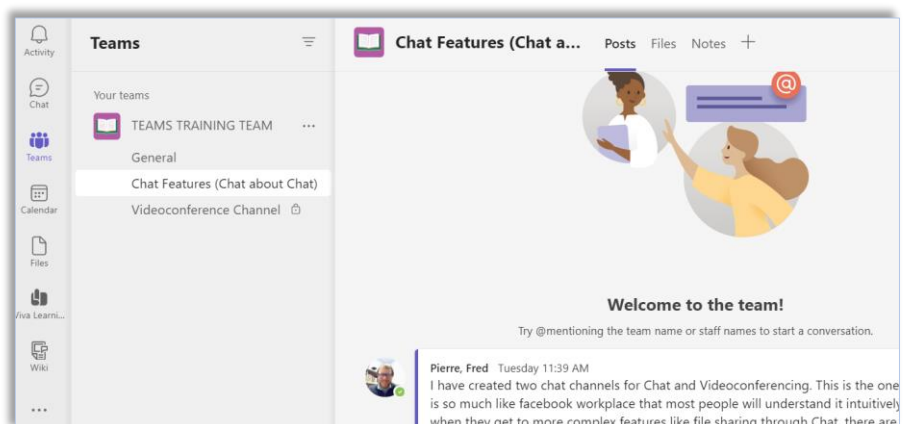 Activity
Chat
Teams
Calendar
Files
Viva Learni...
Wiki
...
Teams
Your teams
TEAMS TRAINING TEAM ...
General
Chat Features (Chat about Chat)
Videoconference Channel
Chat Features (Chat a... Posts Files Notes +
@
Welcome to the team!
Try @mentioning the team name or staff names to start a conversation.
Pierre, Fred Tuesday 11:39 AM
I have created two chat channels for Chat and Videoconferencing. This is the one
is so much like facebook workplace that most people will understand it intuitively
when they get to more complex features like file sharing through Chat, there are